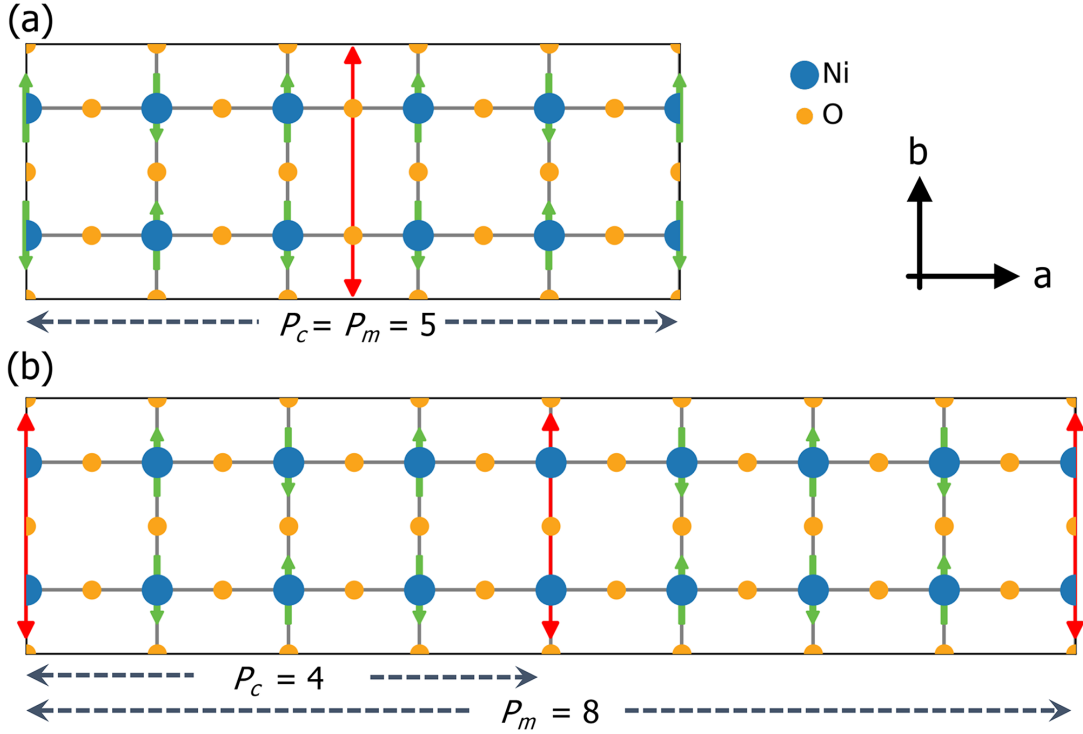 (a)
Ni
O
b
a
P_c = P_m = 5
(b)
P_c = 4
P_m = 8